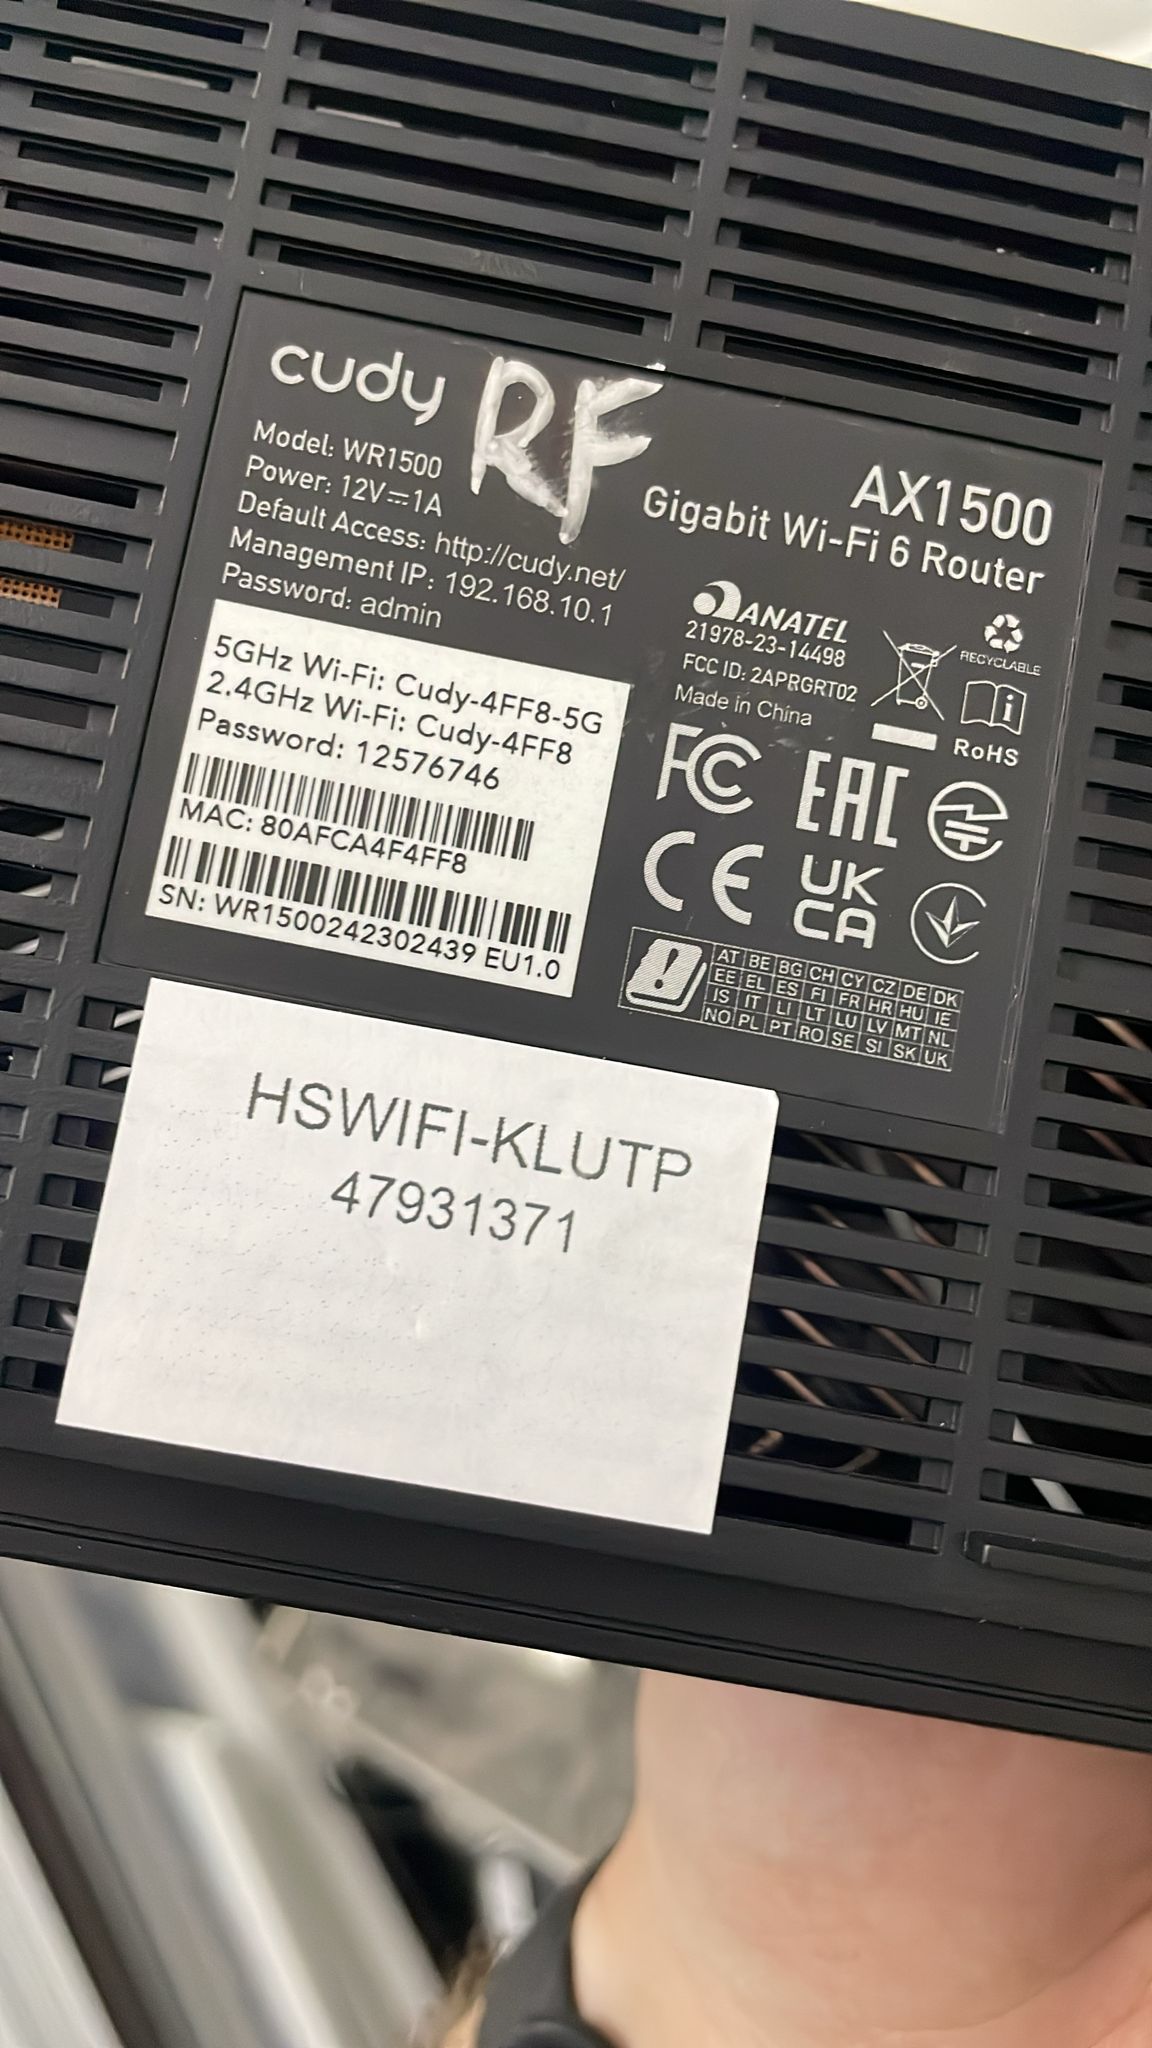 cudy RF
Model: WR1500
Power: 12V⎓1A
Default Access: http://cudy.net/
Management IP: 192.168.10.1
Password: admin
AX1500
Gigabit Wi-Fi 6 Router
5GHz Wi-Fi: Cudy-4FF8-5G
2.4GHz Wi-Fi: Cudy-4FF8
Password: 12576746
MAC: 80AFCA4F4FF8
SN: WR1500242302439 EU1.0
ANATEL
21978-23-14498
FCC ID: 2APRGRT02
Made in China
RECYCLABLE
RoHS
FC EAC
CE UK
CA
AT BE BG CH CY CZ DE DK
EE EL ES FI FR HR HU IE
IS IT LI LT LU LV MT NL
NO PL PT RO SE SI SK UK
HSWIFI-KLUTP
47931371